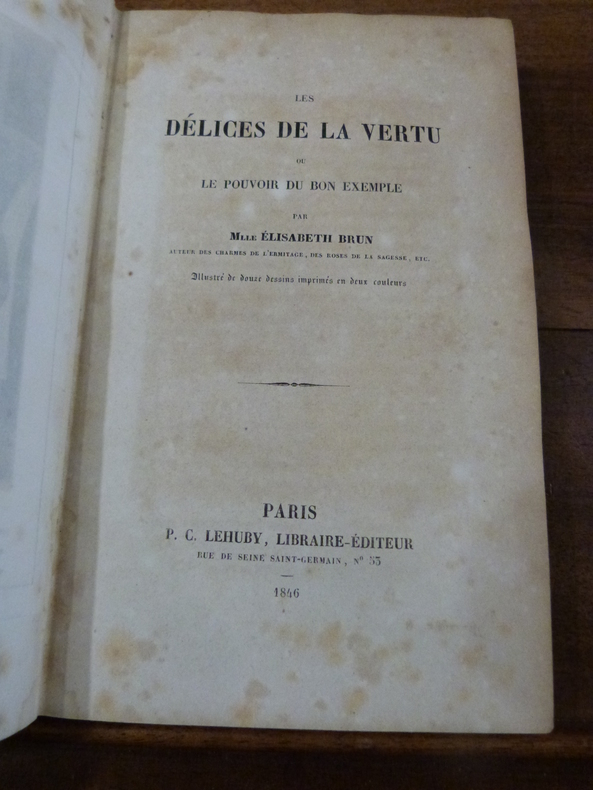 LES
DÉLICES DE LA VERTU
OU
LE POUVOIR DU BON EXEMPLE
PAR
MLLE ÉLISABETH BRUN
AUTEUR DES CHARMES DE L'ERMITAGE, DES ROSES DE LA SAGESSE, ETC.
Illustré de douze dessins imprimés en deux couleurs
PARIS
P. C. LEHUBY, LIBRAIRE-ÉDITEUR
RUE DE SEINE SAINT-GERMAIN, Nº 53
1846